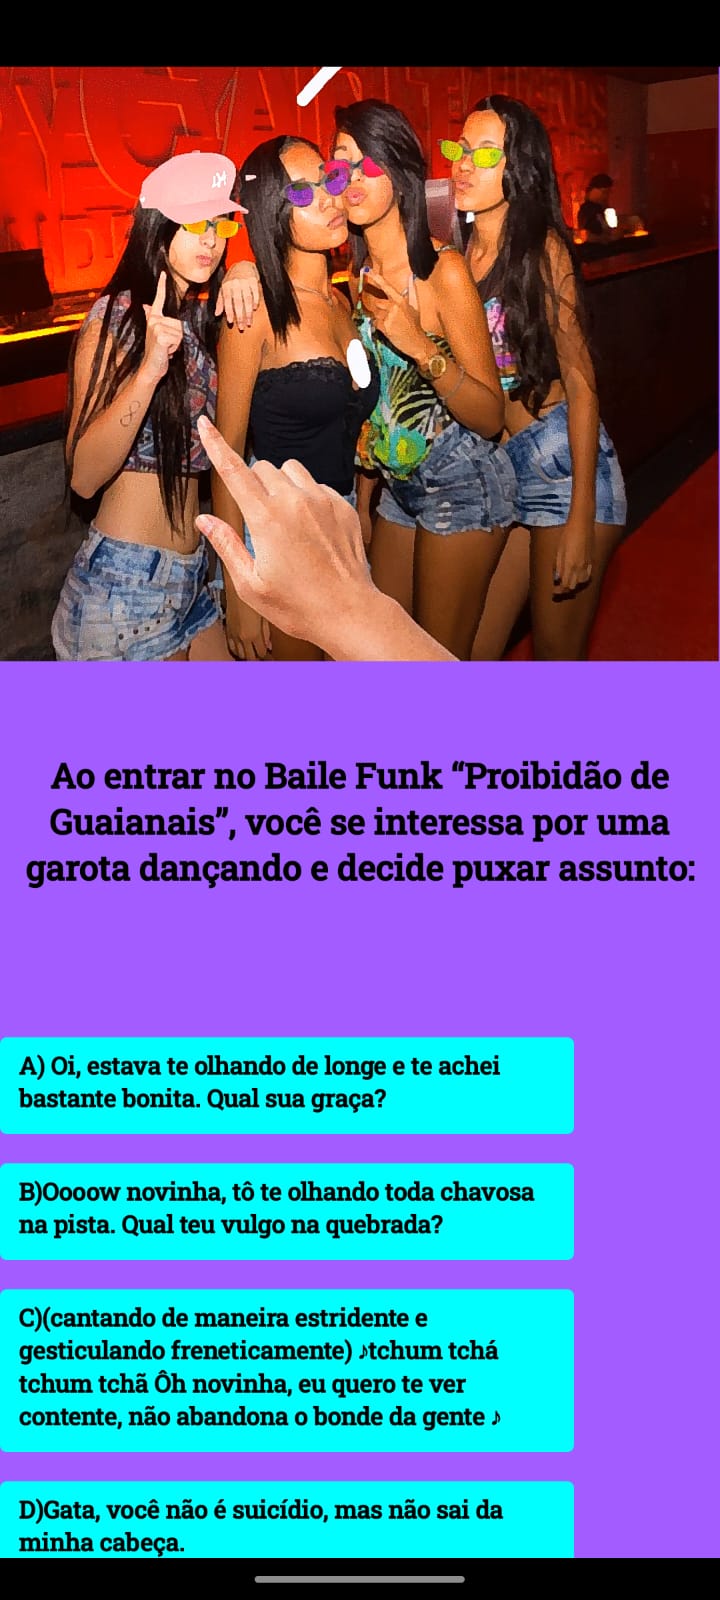 Ao entrar no Baile Funk “Proibidão de
Guaianais”, você se interessa por uma
garota dançando e decide puxar assunto:
A) Oi, estava te olhando de longe e te achei
bastante bonita. Qual sua graça?
B)Oooow novinha, tô te olhando toda chavosa
na pista. Qual teu vulgo na quebrada?
C)(cantando de maneira estridente e
gesticulando freneticamente) ♪tchum tchá
tchum tchã Ôh novinha, eu quero te ver
contente, não abandona o bonde da gente ♪
D)Gata, você não é suicídio, mas não sai da
minha cabeça.